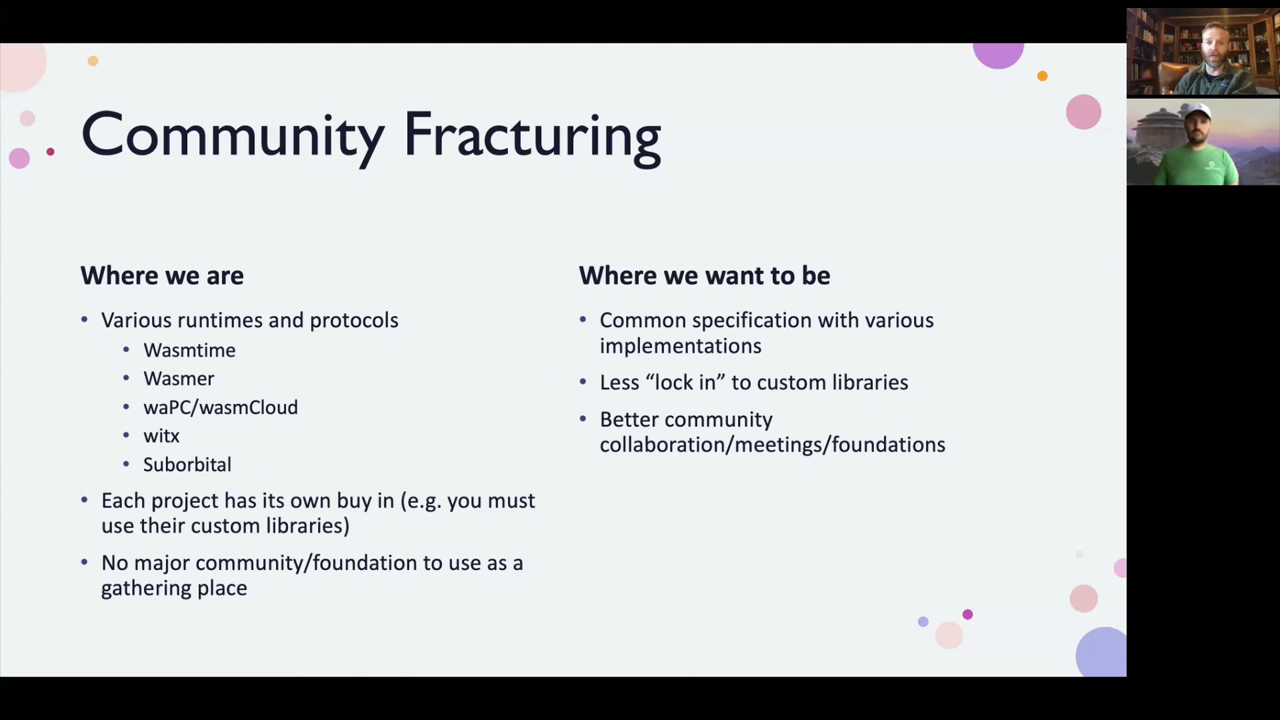 Community Fracturing
Where we are
• Various runtimes and protocols
• Wasmtime
• Wasmer
• waPC/wasmCloud
• witx
• Suborbital
• Each project has its own buy in (e.g. you must
use their custom libraries)
• No major community/foundation to use as a
gathering place
Where we want to be
• Common specification with various
implementations
• Less “lock in” to custom libraries
• Better community
collaboration/meetings/foundations